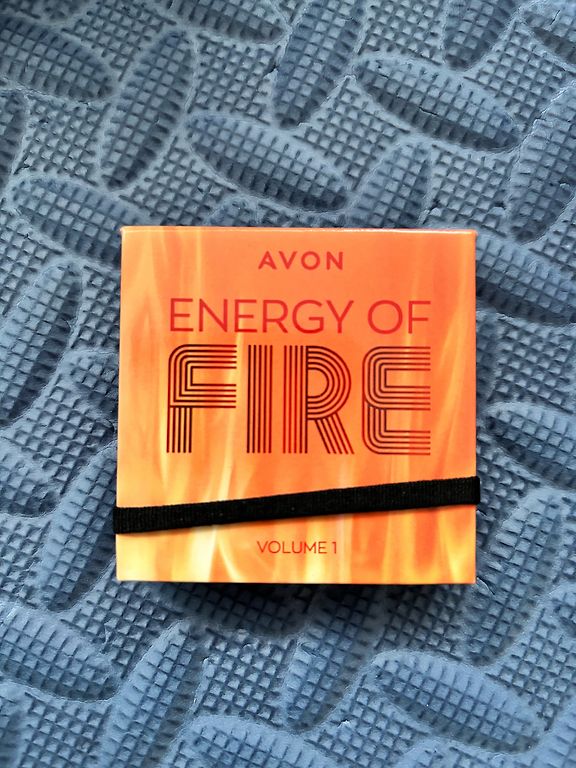 AVON
ENERGY OF
FIRE
VOLUME 1